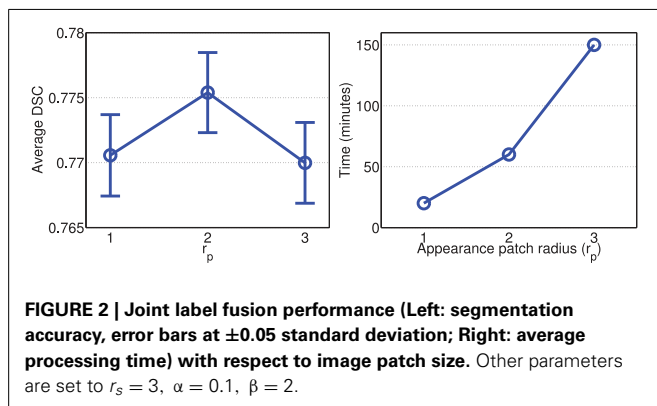 0.78
0.775
0.77
0.765
Average DSC
1 2 3
r_p
150
100
50
0
Time (minutes)
1 2 3
Appearance patch radius (r_p)
FIGURE 2 | Joint label fusion performance (Left: segmentation
accuracy, error bars at ±0.05 standard deviation; Right: average
processing time) with respect to image patch size. Other parameters
are set to r_s = 3, α = 0.1, β = 2.